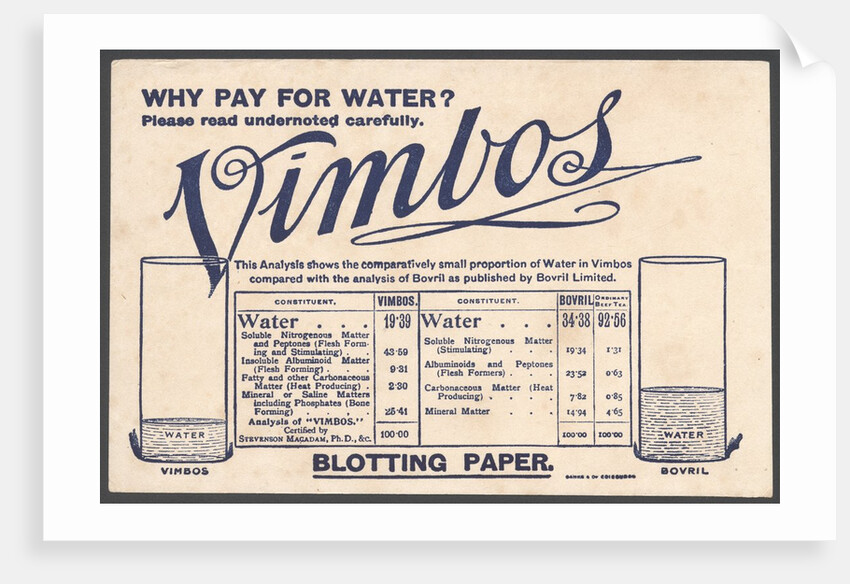 WHY PAY FOR WATER?
Please read undernoted carefully.
Vimbos
This Analysis shows the comparatively small proportion of Water in Vimbos
compared with the analysis of Bovril as published by Bovril Limited.
CONSTITUENT. VIMBOS.
Water . . . 19·39
Soluble Nitrogenous Matter
and Peptones (Flesh Form-
ing and Stimulating) . . 43·59
Insoluble Albuminoid Matter
(Flesh Forming) . . . 9·31
Fatty and other Carbonaceous
Matter (Heat Producing) . 2·30
Mineral or Saline Matters
including Phosphates (Bone
Forming) . . . . 25·41
Analysis of "VIMBOS."
Certified by
STEVENSON MACADAM, Ph.D., &c. 100·00
CONSTITUENT. BOVRIL ORDINARY
BEEF TEA.
Water . . . 34·38 92·56
Soluble Nitrogenous Matter
(Stimulating) . . . 19·34 1·31
Albuminoids and Peptones
(Flesh Formers) . . . 23·52 0·63
Carbonaceous Matter (Heat
Producing) . . . . 7·82 0·85
Mineral Matter . . . 14·94 4·65
100·00 100·00
WATER
VIMBOS
WATER
BOVRIL
BLOTTING PAPER.
& Co EDINBURGH